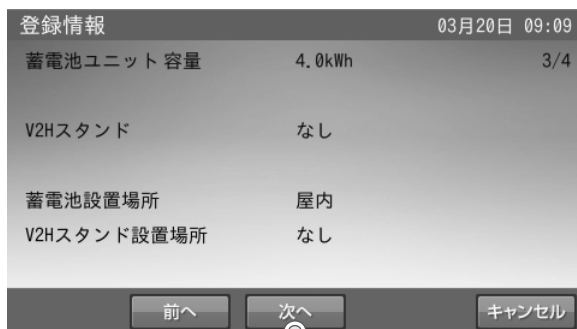 登録情報 03月20日 09:09
蓄電池ユニット 容量 4.0kWh 3/4
V2Hスタンド なし
蓄電池設置場所 屋内
V2Hスタンド設置場所 なし
前へ 次へ キャンセル